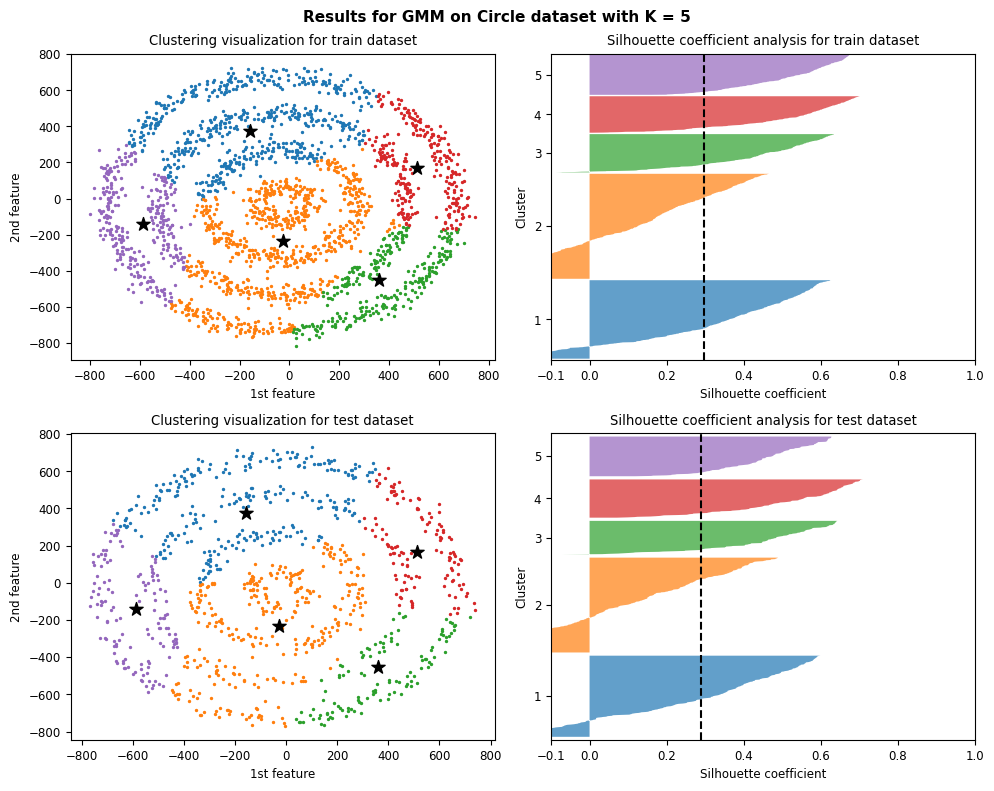 Results for GMM on Circle dataset with K = 5
Clustering visualization for train dataset
800
600
400
200
0
−200
−400
−600
−800
2nd feature
−800 −600 −400 −200 0 200 400 600 800
1st feature
Silhouette coefficient analysis for train dataset
5
4
3
2
1
Cluster
−0.1 0.0 0.2 0.4 0.6 0.8 1.0
Silhouette coefficient
Clustering visualization for test dataset
800
600
400
200
0
−200
−400
−600
−800
2nd feature
−800 −600 −400 −200 0 200 400 600 800
1st feature
Silhouette coefficient analysis for test dataset
5
4
3
2
1
Cluster
−0.1 0.0 0.2 0.4 0.6 0.8 1.0
Silhouette coefficient